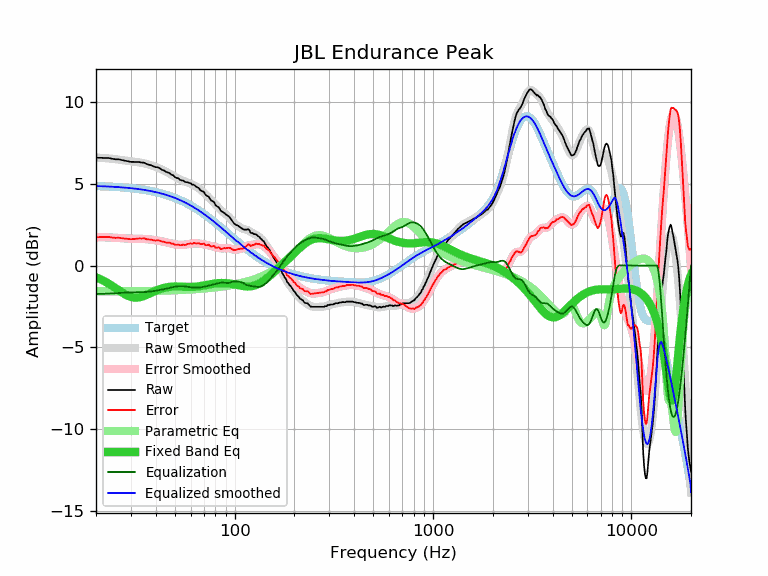 JBL Endurance Peak
Amplitude (dBr)
10
5
0
−5
−10
−15
Target
Raw Smoothed
Error Smoothed
Raw
Error
Parametric Eq
Fixed Band Eq
Equalization
Equalized smoothed
100 1000 10000
Frequency (Hz)